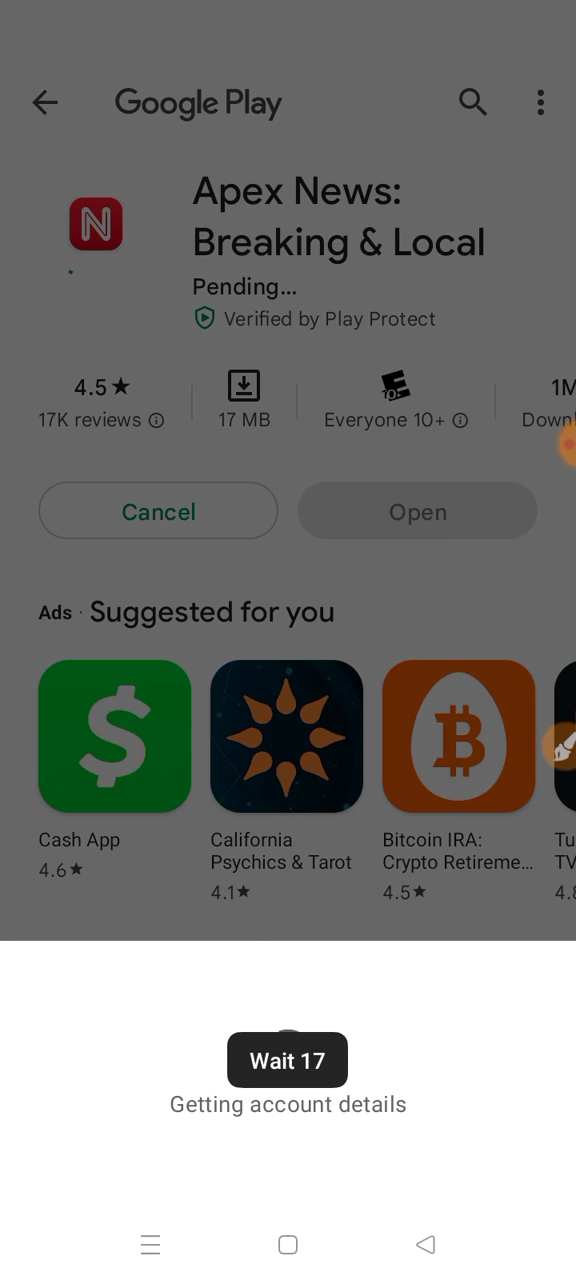 Google Play
N
Apex News:
Breaking & Local
Pending...
Verified by Play Protect
4.5★
17K reviews
17 MB
E
10+
Everyone 10+
1M
Down
Cancel
Open
Ads · Suggested for you
Cash App
4.6★
California
Psychics & Tarot
4.1★
Bitcoin IRA:
Crypto Retireme...
4.5★
Tu
TV
4.8
Wait 17
Getting account details